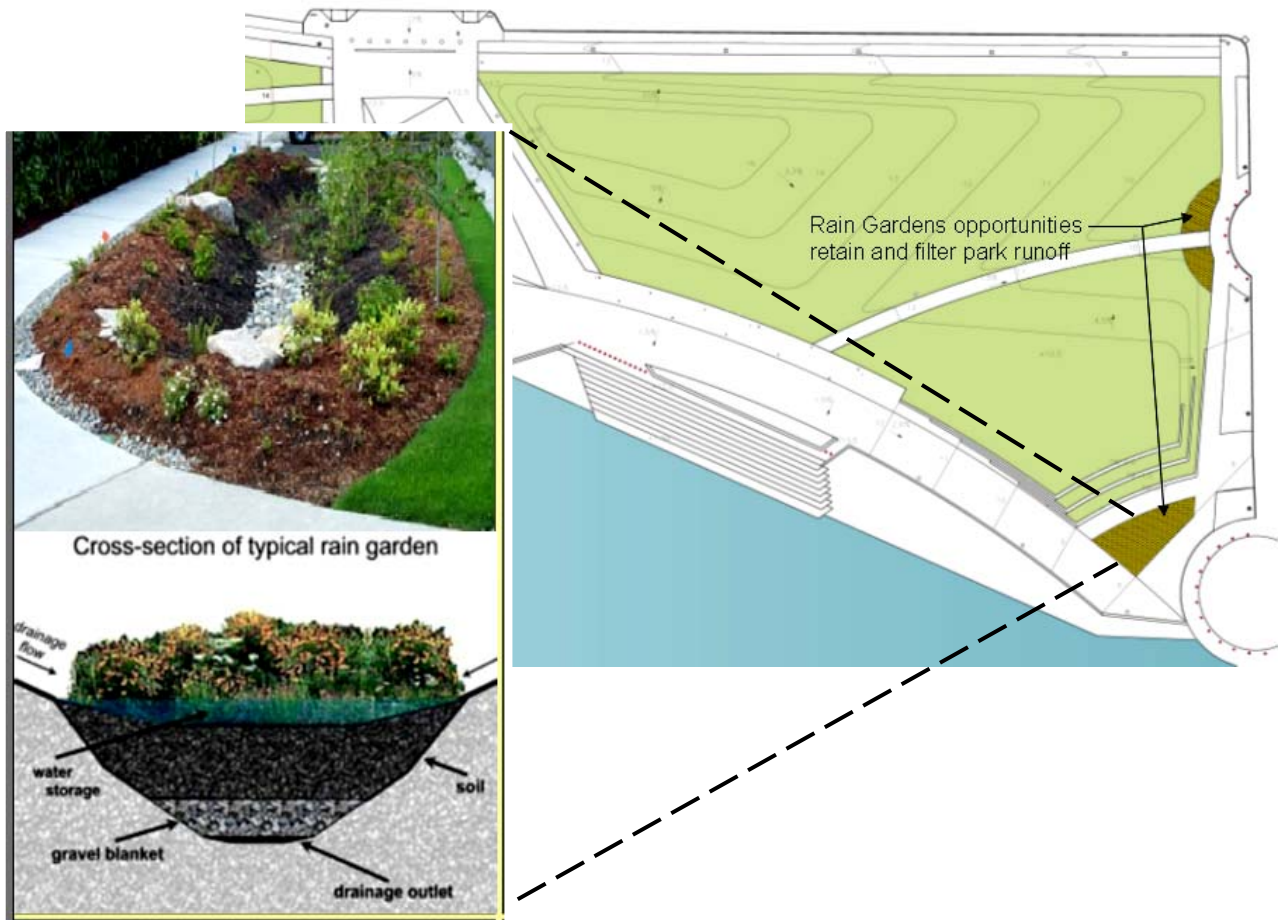 Rain Gardens opportunities
retain and filter park runoff
Cross-section of typical rain garden
drainage
flow
water
storage
soil
gravel blanket
drainage outlet